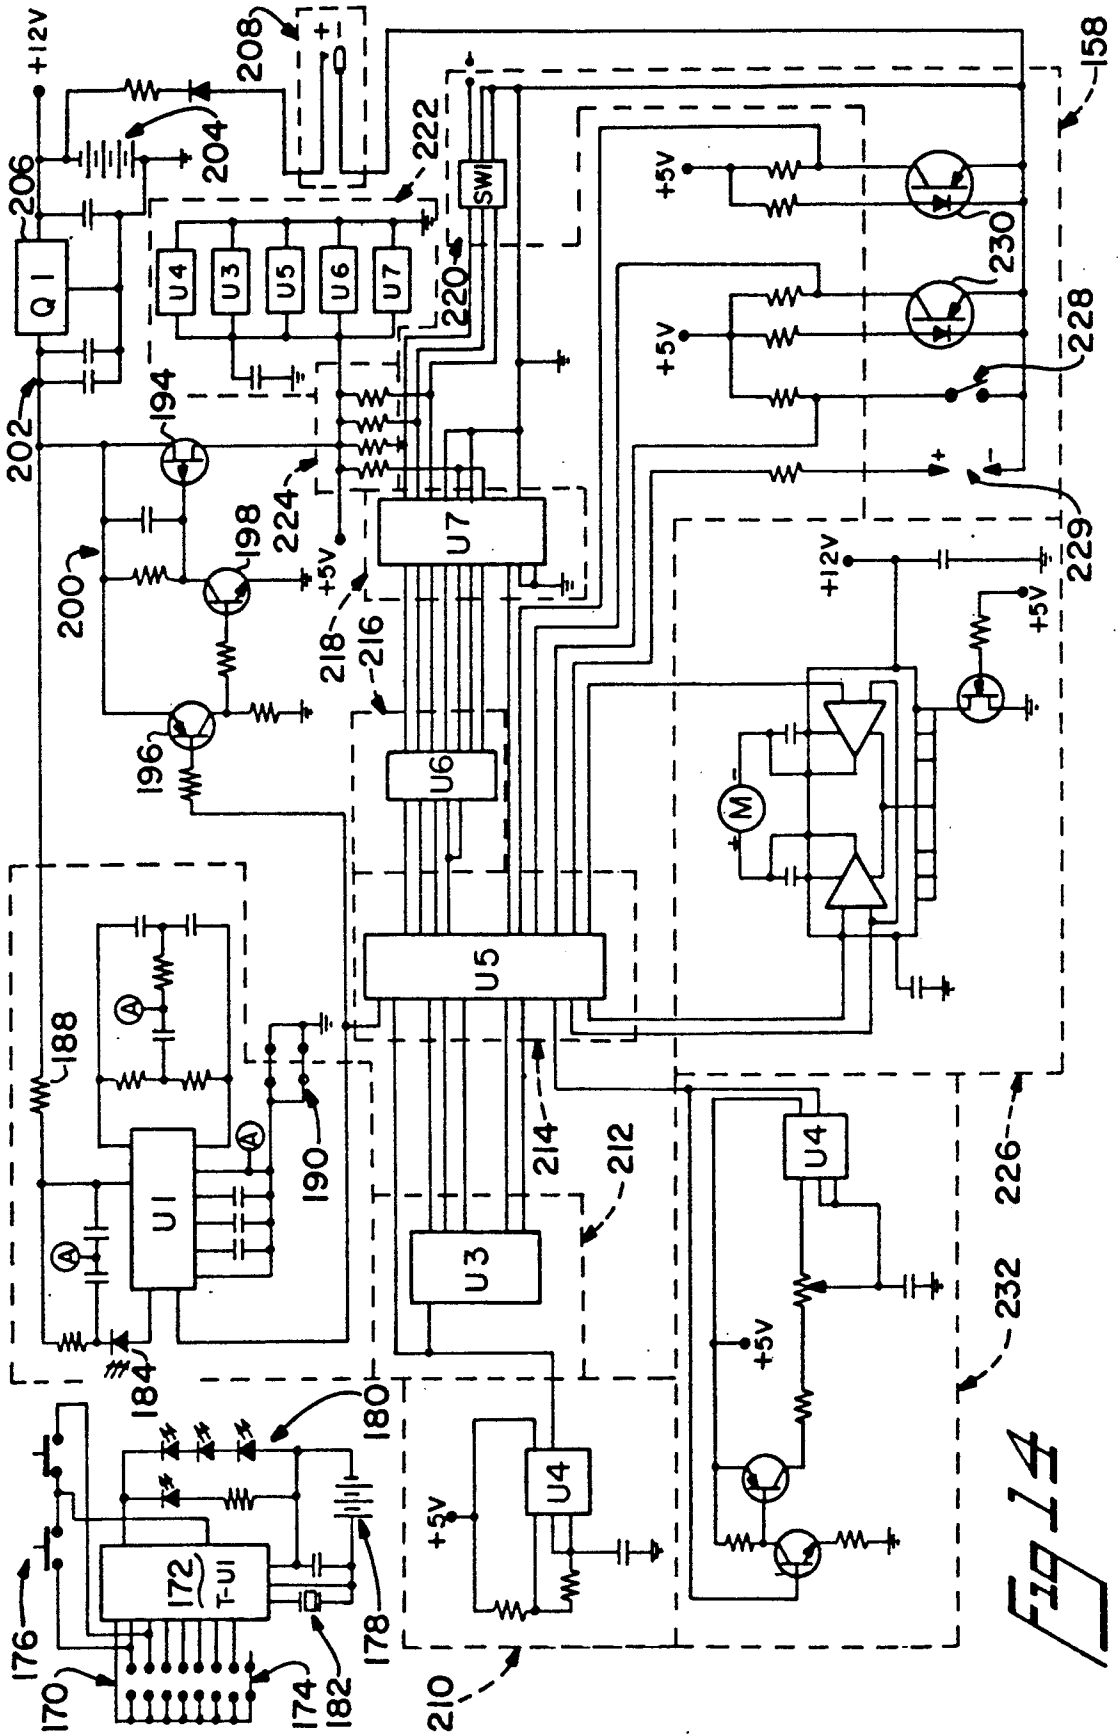 176
170
172
T-U1
174
182
178
180
184
A
U1
188
A
A
190
196
200
198
194
202
Q1
206
+12V
204
208
+
-
U4
U3
U5
U6
U7
222
220
SW1
224
+5V
218
216
U7
U6
U5
214
212
U3
210
+5V
U4
+5V
U4
232
226
M
+
-
+12V
+5V
229
+
-
228
+5V
230
+5V
158
Fig 14